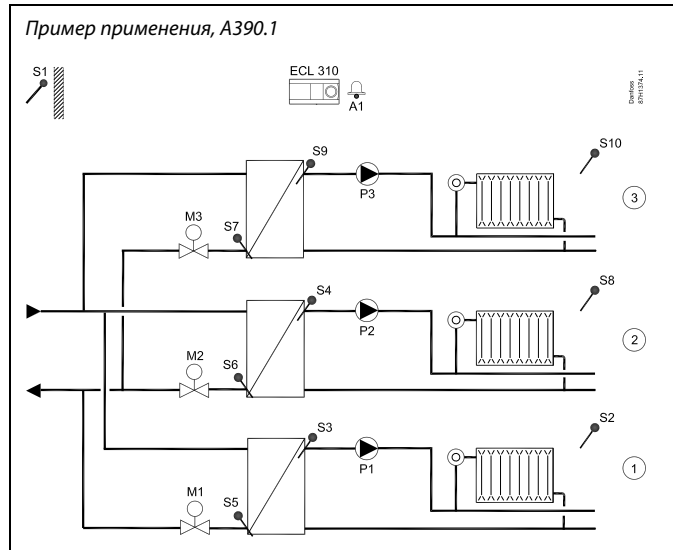 Пример применения, A390.1
S1
ECL 310
A1
Danfoss
87H1374.11
S9
S10
P3
M3
S7
3
S4
S8
P2
M2
S6
2
S3
S2
P1
M1
S5
1